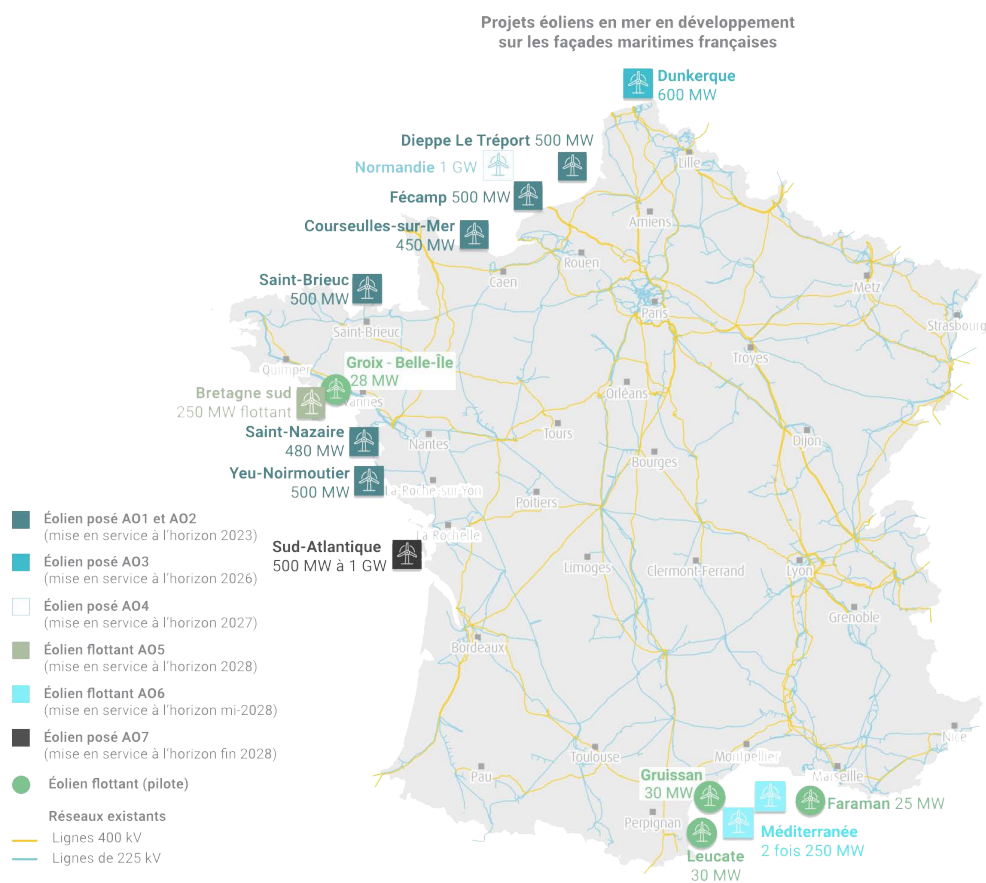 Projets éoliens en mer en développement
sur les façades maritimes françaises
Dunkerque
600 MW
Dieppe Le Tréport 500 MW
Lille
Normandie 1 GW
Fécamp 500 MW
Amiens
Courseulles-sur-Mer
450 MW
Rouen
Caen
Metz
Saint-Brieuc
500 MW
Paris
Strasbourg
Saint-Brieuc
Troyes
Groix - Belle-Île
28 MW
Quimper
Orléans
Bretagne sud
250 MW flottant
Vannes
Saint-Nazaire
480 MW
Nantes
Tours
Dijon
Bourges
Yeu-Noirmoutier
500 MW
La-Roche-sur-Yon
Poitiers
Éolien posé AO1 et AO2
(mise en service à l'horizon 2023)
La Rochelle
Sud-Atlantique
500 MW à 1 GW
Limoges
Clermont-Ferrand
Lyon
Éolien posé AO3
(mise en service à l'horizon 2026)
Éolien posé AO4
(mise en service à l'horizon 2027)
Grenoble
Bordeaux
Éolien flottant AO5
(mise en service à l'horizon 2028)
Éolien flottant AO6
(mise en service à l'horizon mi-2028)
Éolien posé AO7
(mise en service à l'horizon fin 2028)
Nice
Toulouse
Montpellier
Pau
Marseille
Éolien flottant (pilote)
Gruissan
30 MW
Faraman 25 MW
Perpignan
Méditerranée
2 fois 250 MW
Leucate
30 MW
Réseaux existants
Lignes 400 kV
Lignes de 225 kV